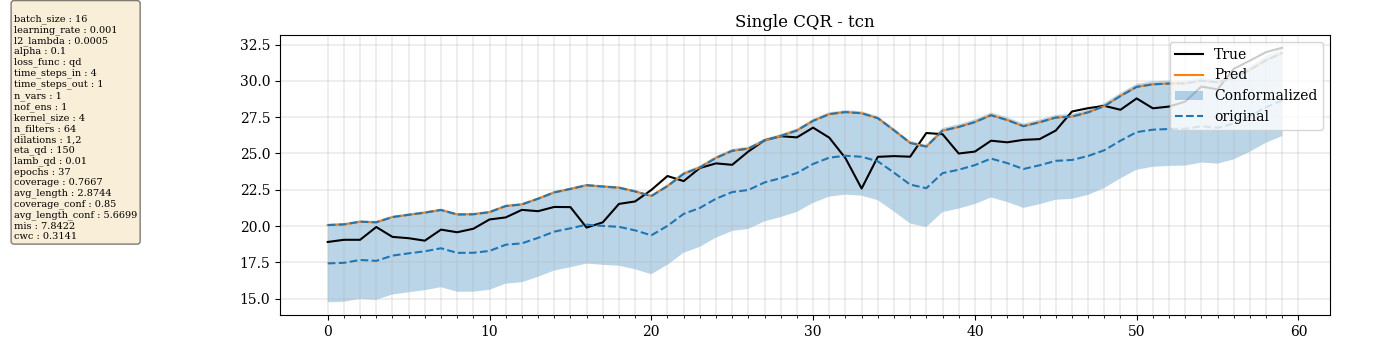 batch_size : 16
learning_rate : 0.001
l2_lambda : 0.0005
alpha : 0.1
loss_func : qd
time_steps_in : 4
time_steps_out : 1
n_vars : 1
nof_ens : 1
kernel_size : 4
n_filters : 64
dilations : 1,2
eta_qd : 150
lamb_qd : 0.01
epochs : 37
coverage : 0.7667
avg_length : 2.8744
coverage_conf : 0.85
avg_length_conf : 5.6699
mis : 7.8422
cwc : 0.3141
Single CQR - tcn
32.5
30.0
27.5
25.0
22.5
20.0
17.5
15.0
0 10 20 30 40 50 60
True
Pred
Conformalized
original